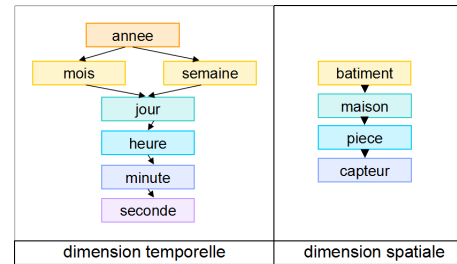 annee
mois
semaine
jour
heure
minute
seconde
batiment
maison
piece
capteur
dimension temporelle
dimension spatiale